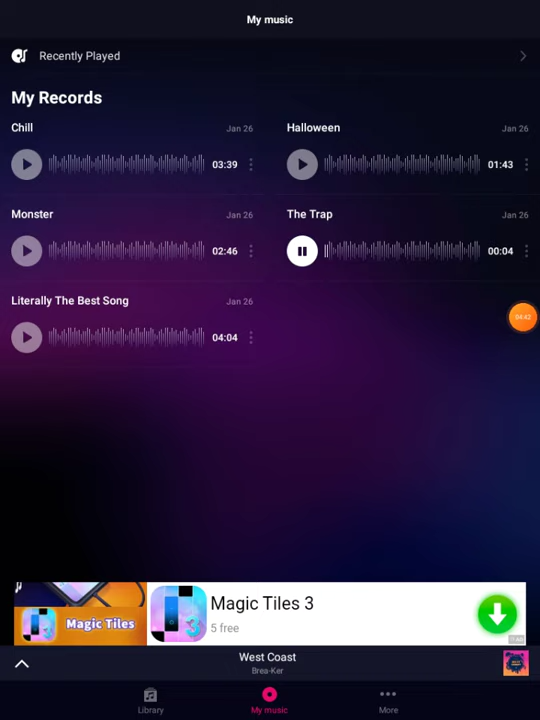 My music
Recently Played
My Records
Chill Jan 26
03:39
Halloween Jan 26
01:43
Monster Jan 26
02:46
The Trap Jan 26
00:04
Literally The Best Song Jan 26
04:04
04:42
Magic Tiles
Magic Tiles 3
5 free
West Coast
Brea-Ker
Library
My music
More